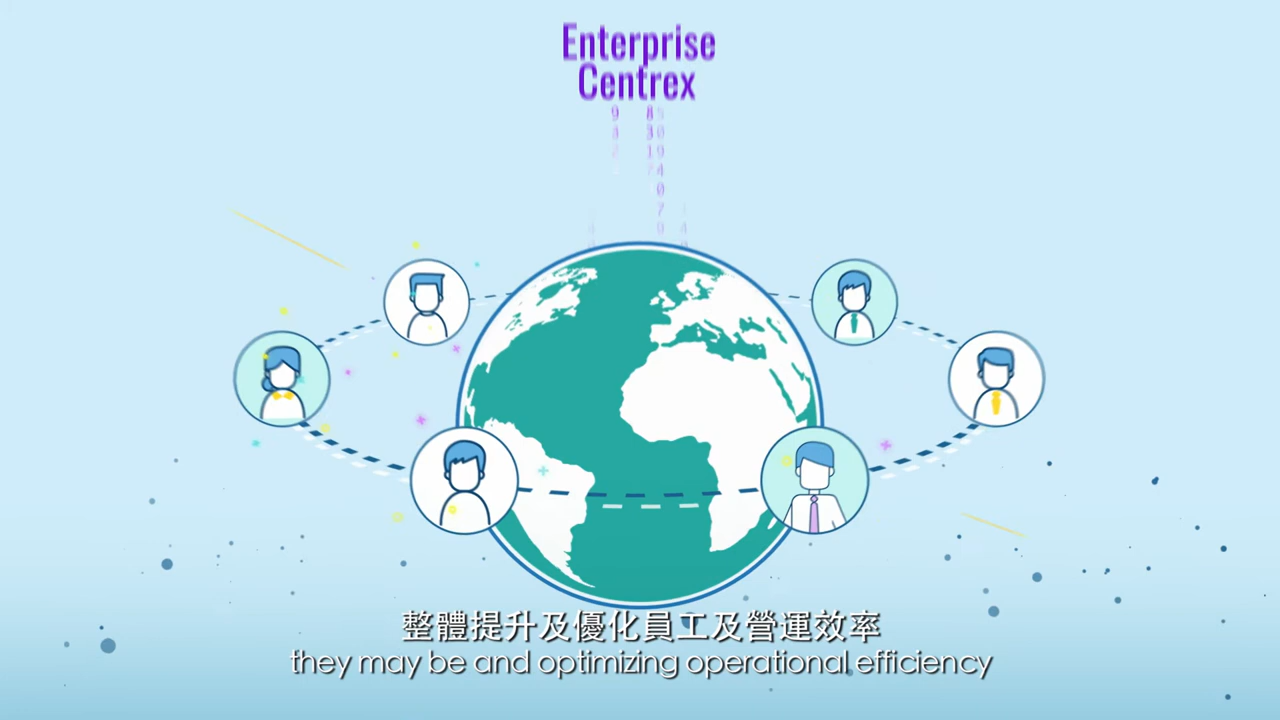 Enterprise
Centrex
整體提升及優化員工及營運效率
they may be and optimizing operational efficiency